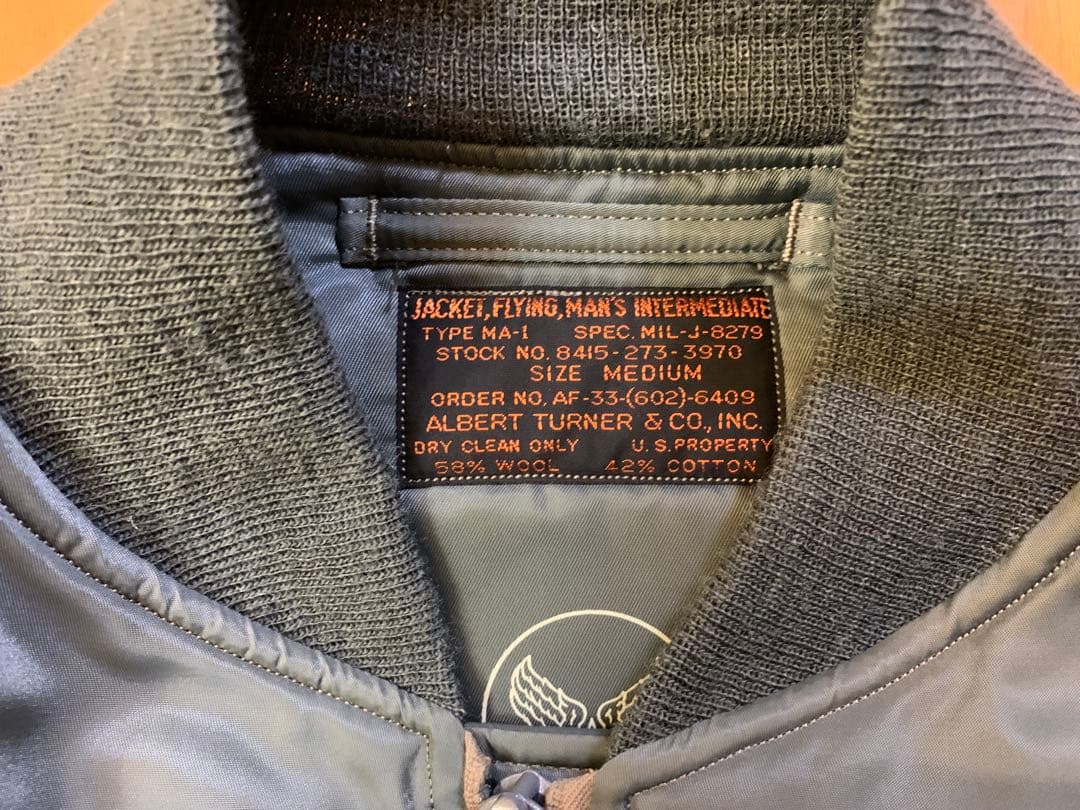 JACKET, FLYING, MAN'S INTERMEDIATE
TYPE MA-1 SPEC. MIL-J-8279
STOCK NO. 8415-273-3970
SIZE MEDIUM
ORDER NO. AF-33-(602)-6409
ALBERT TURNER & CO., INC.
DRY CLEAN ONLY U.S. PROPERTY
58% WOOL 42% COTTON